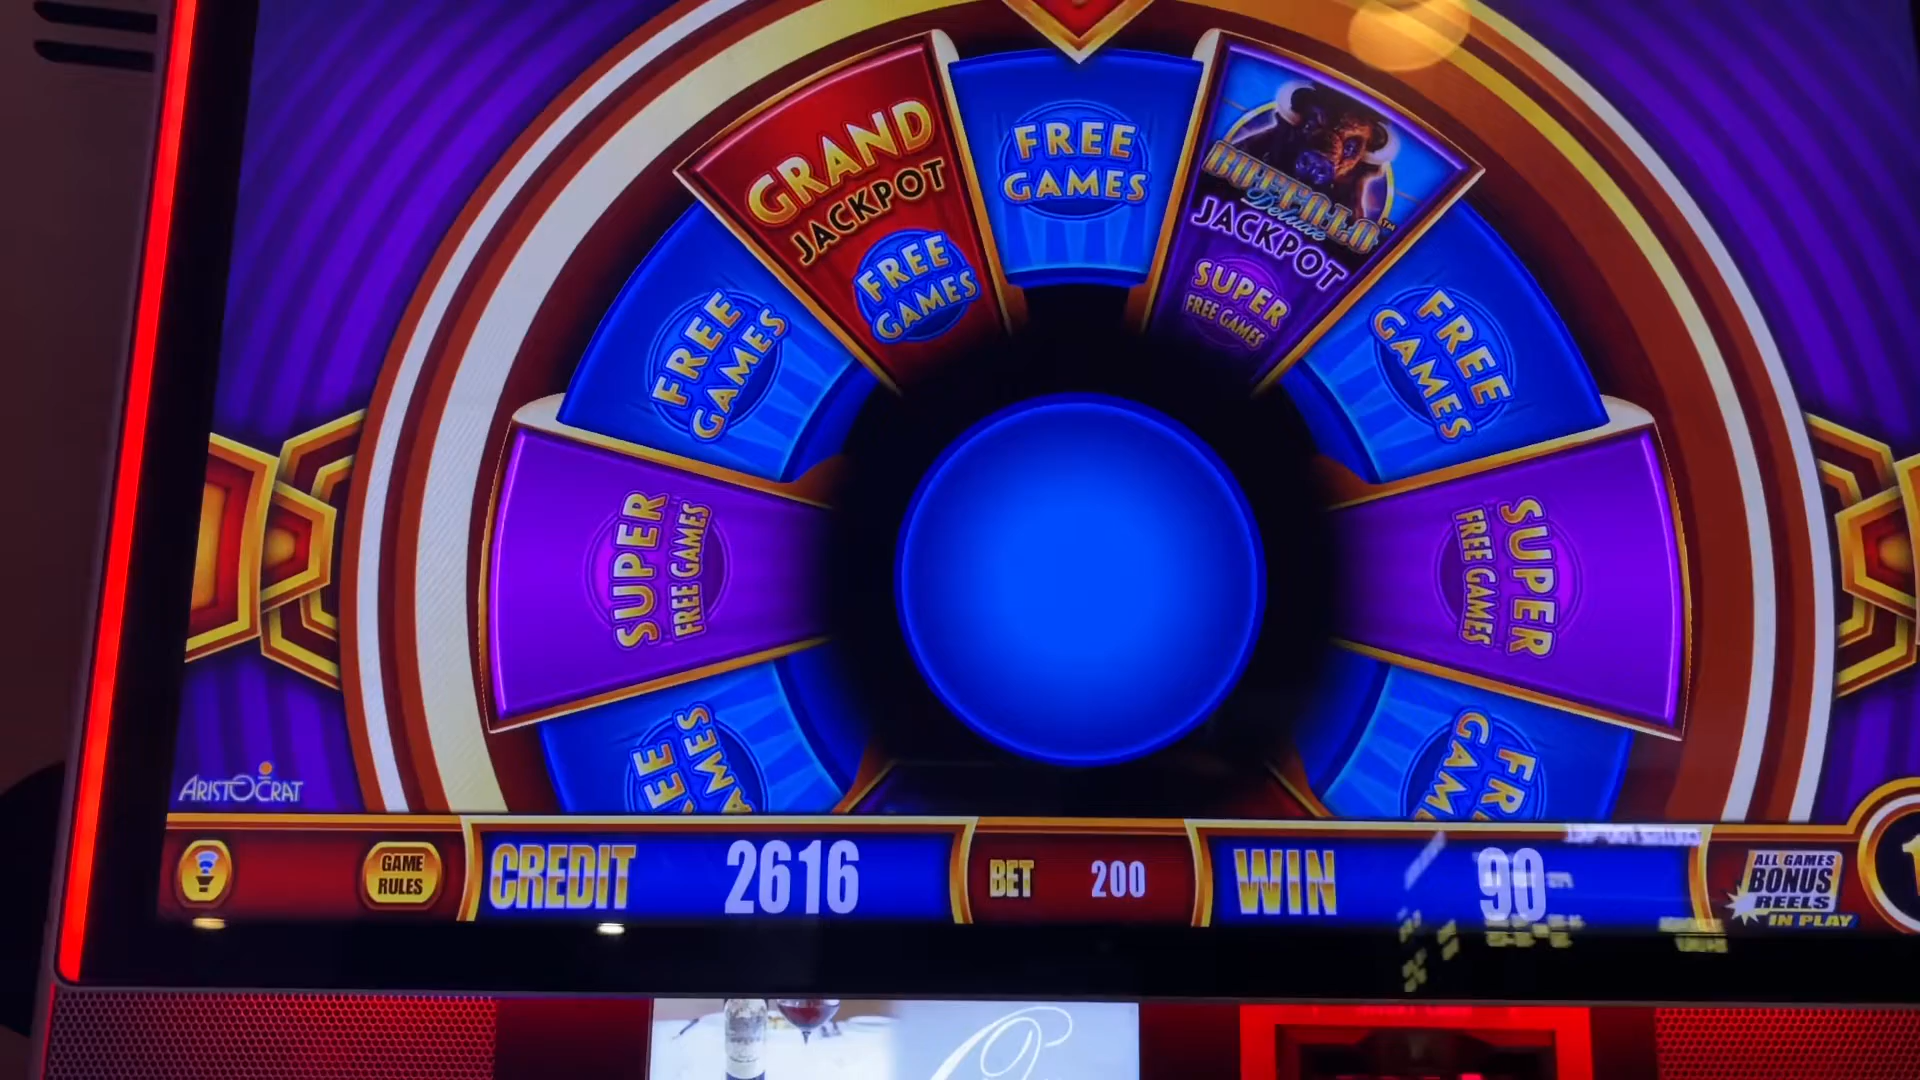 GRAND
JACKPOT
FREE
GAMES
FREE
GAMES
BUFFALO™
Deluxe
JACKPOT
SUPER
FREE GAMES
FREE
GAMES
FREE
GAMES
SUPER
FREE GAMES
SUPER
FREE GAMES
ARISTOCRAT
GAME
RULES
CREDIT 2616
BET 200
WIN 90
ALL GAMES
BONUS
REELS
IN PLAY